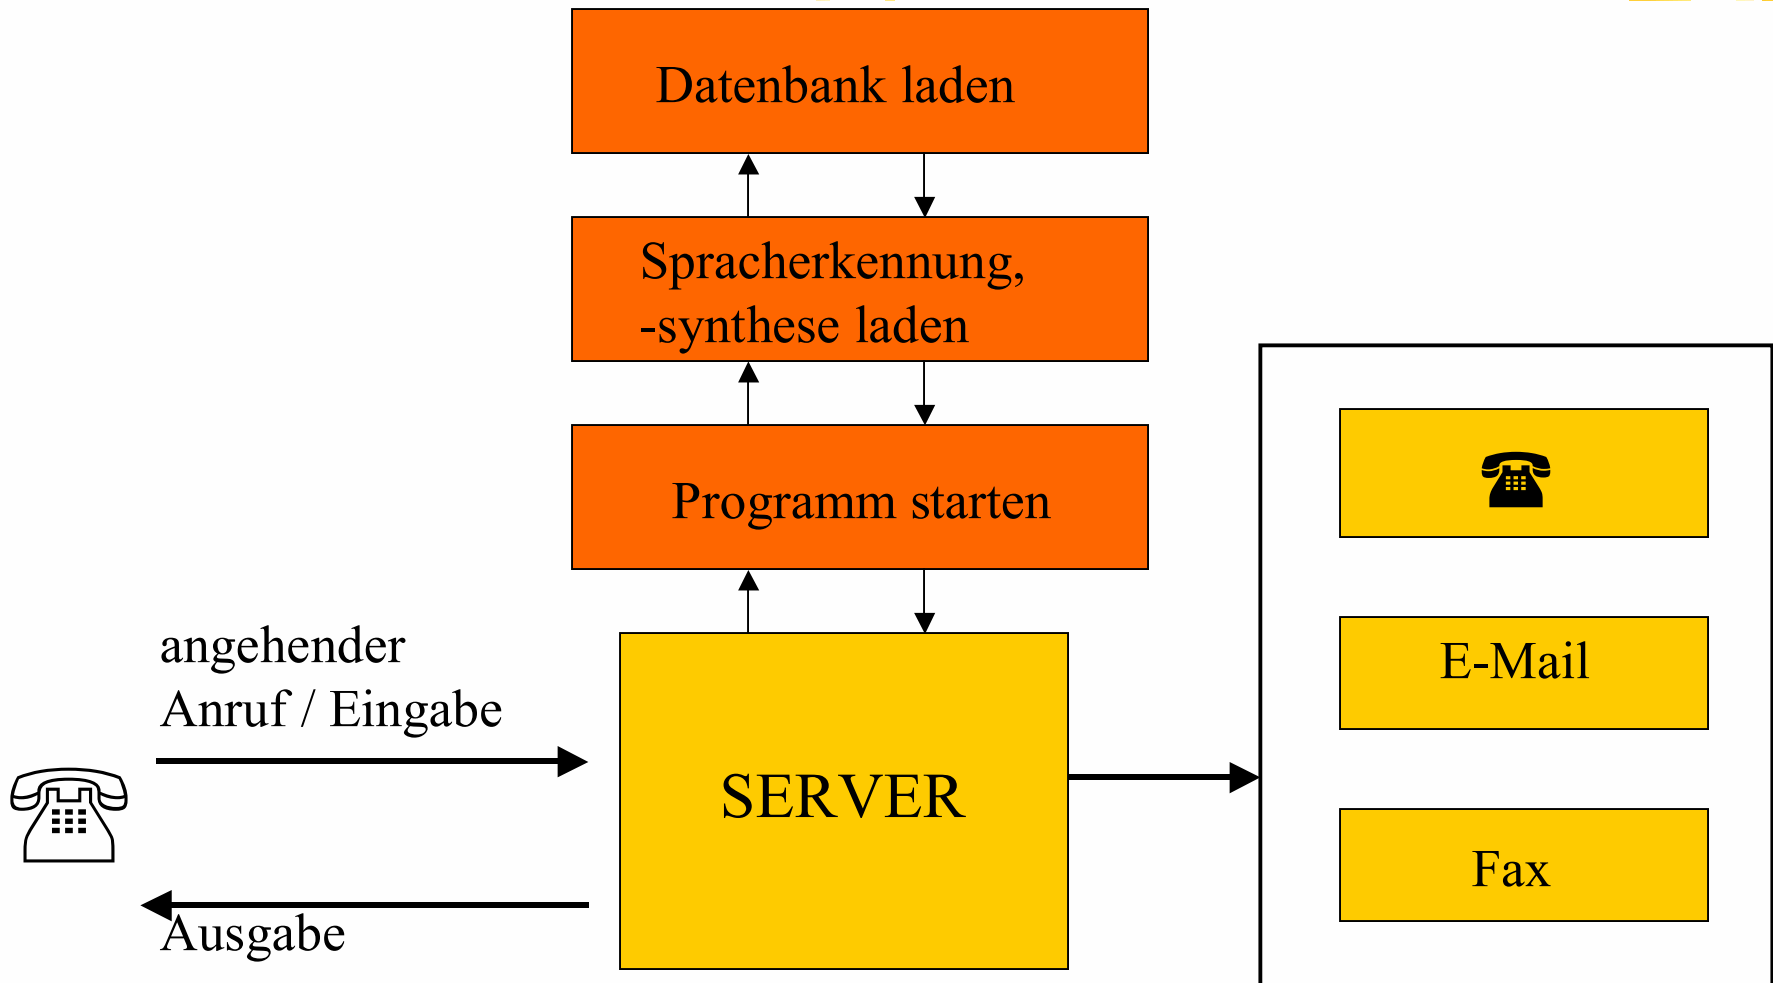 Datenbank laden
Spracherkennung,
-synthese laden
Programm starten
angehender
Anruf / Eingabe
SERVER
Ausgabe
E-Mail
Fax